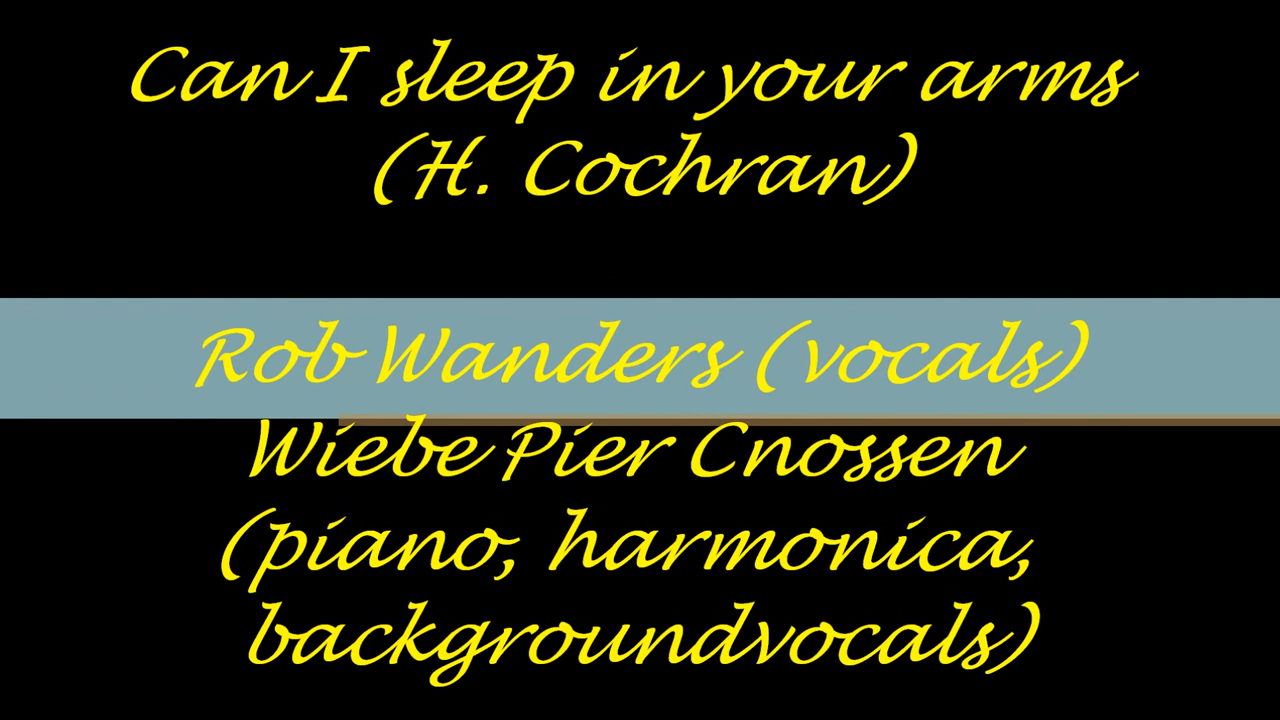 Can I sleep in your arms
(H. Cochran)
Rob Wanders (vocals)
Wiebe Pier Cnossen
(piano, harmonica,
backgroundvocals)